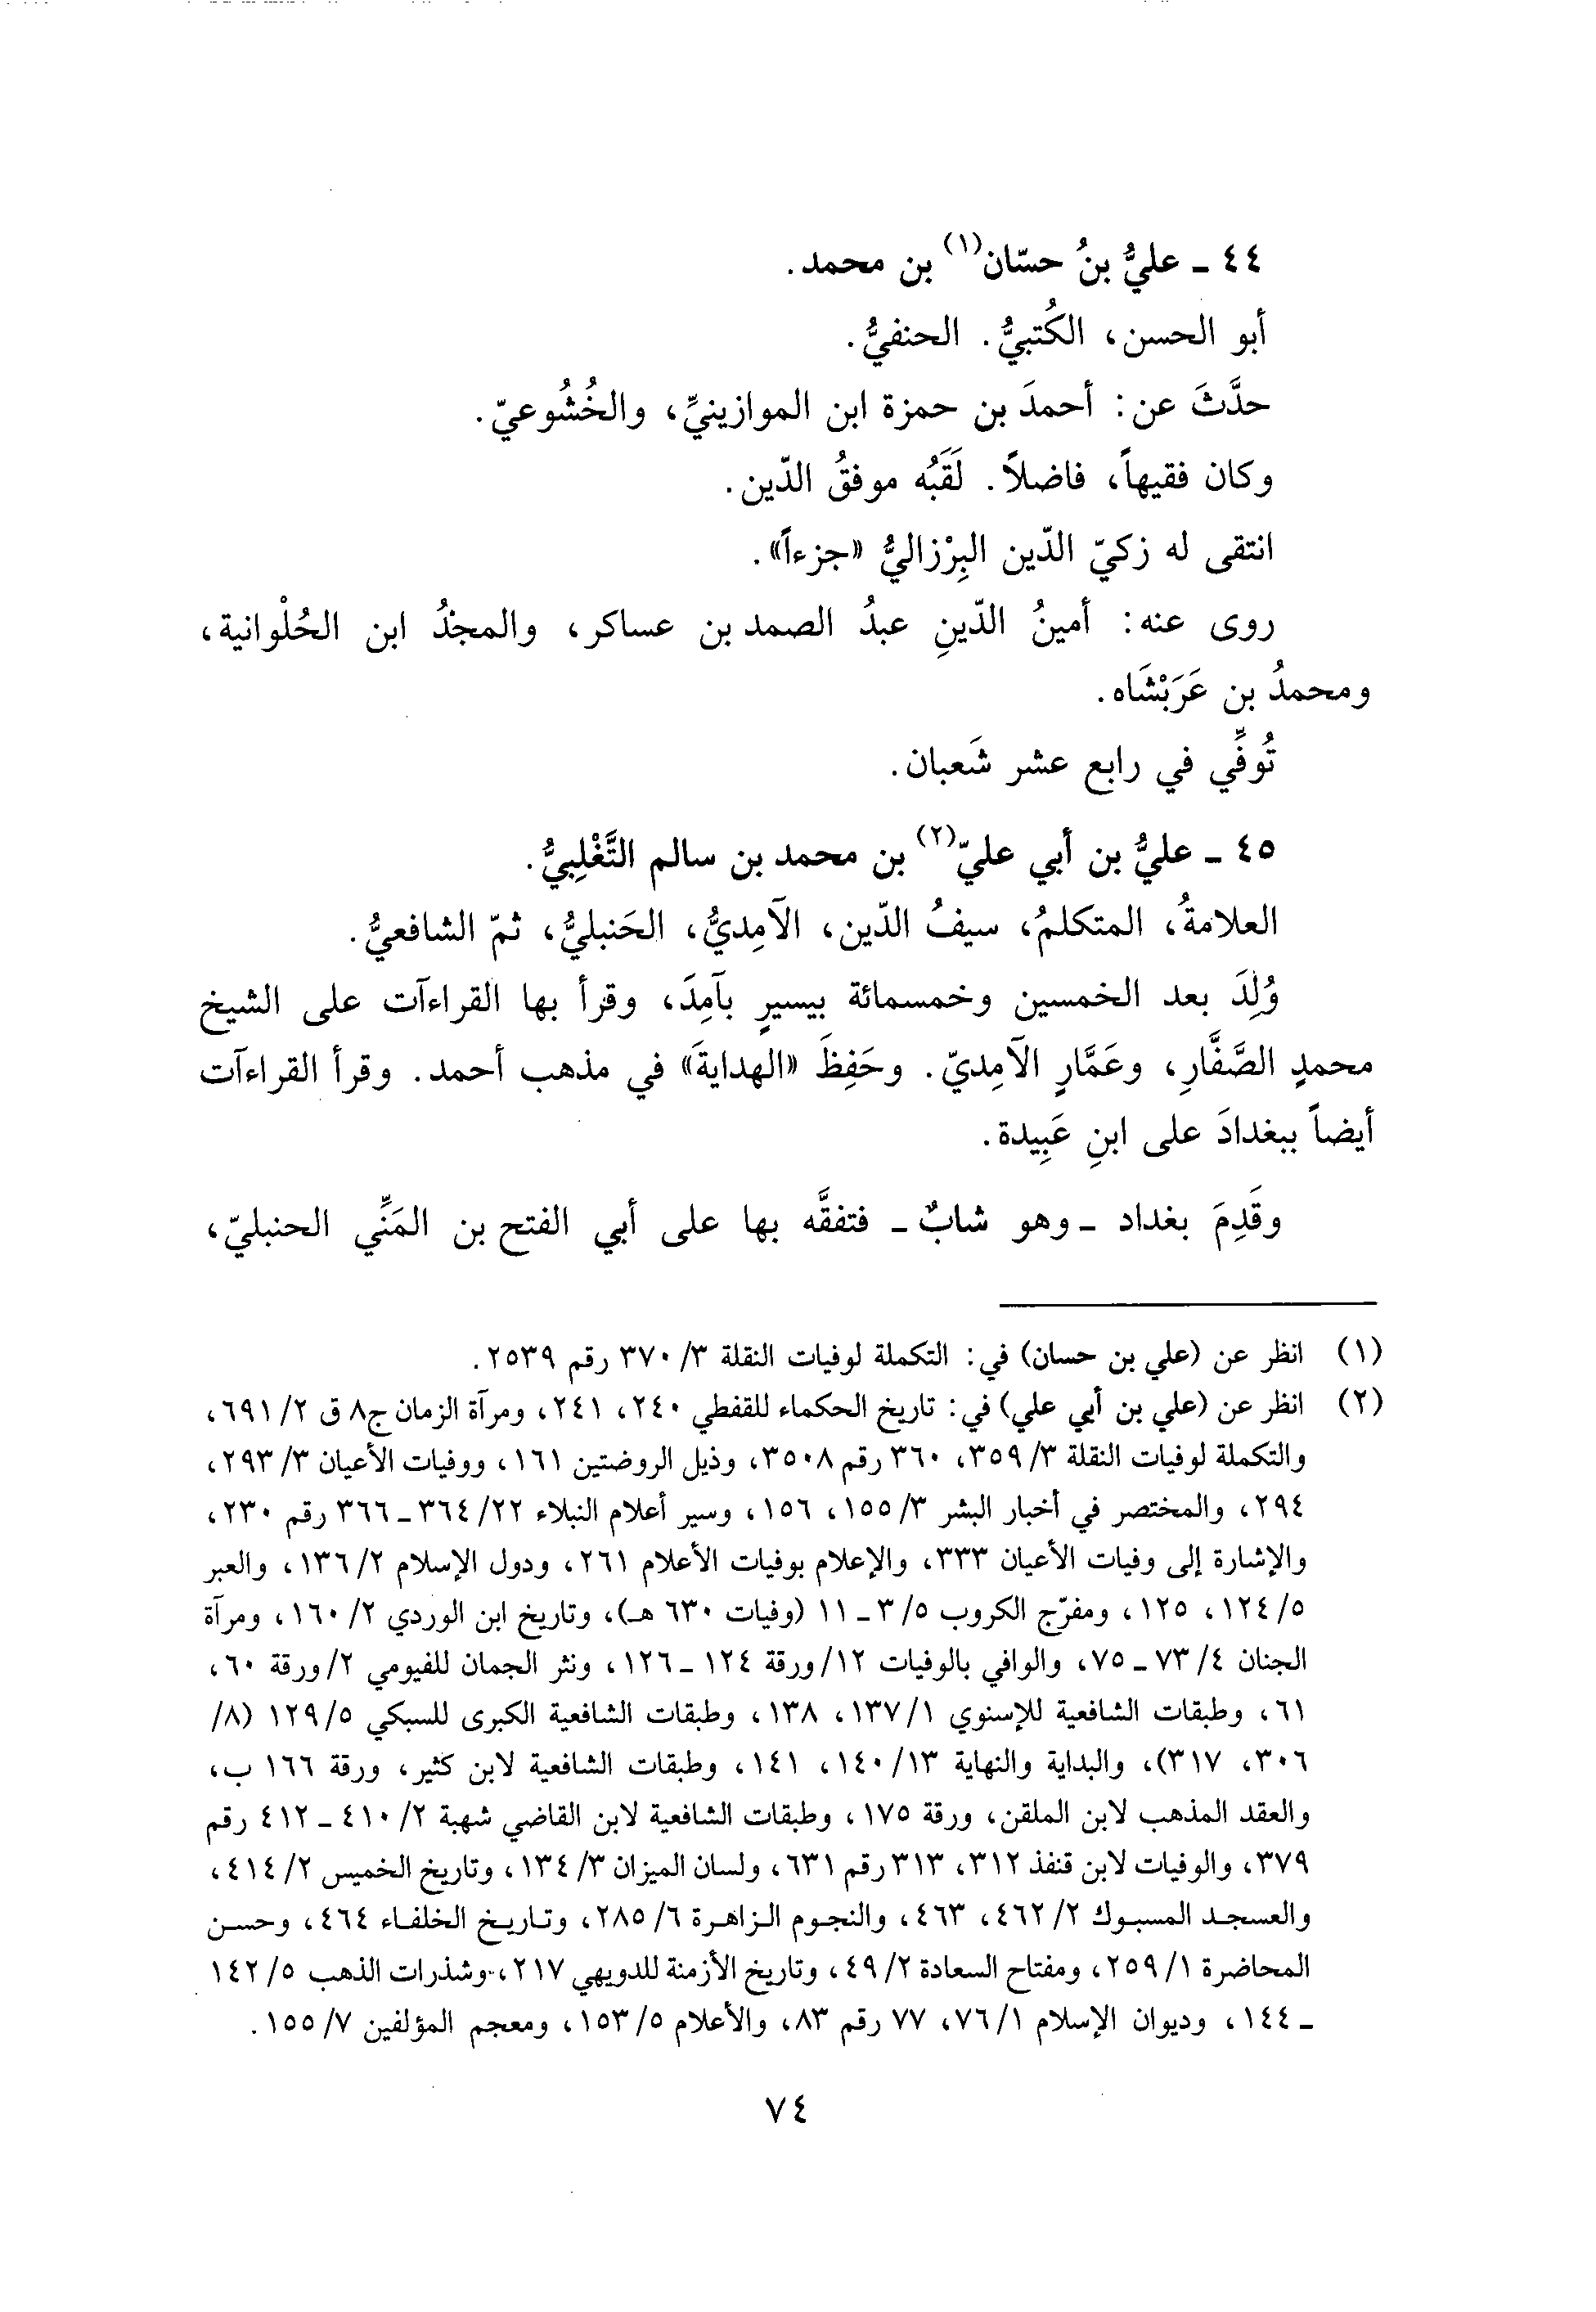 ٤٤ ـ عليُّ بنُ حسّان(١) بن محمد.
أبو الحسن، الكُتبيُّ. الحنفيُّ.
حدَّثَ عن: أحمدَ بن حمزة ابن الموازينيِّ، والخُشُوعيّ.
وكان فقيهاً، فاضلاً. لَقَبُه موفقُ الدّين.
انتقى له زكيّ الدّين البِرْزاليُّ «جزءاً».
روى عنه: أمينُ الدّينِ عبدُ الصمد بن عساكر، والمجْدُ ابن الحُلْوانية،
ومحمدُ بن عَرَبْشَاه.
تُوفِّي في رابع عشر شَعبان.
٤٥ ـ عليُّ بن أبي عليّ(٢) بن محمد بن سالم التَّغْلِبيُّ.
العلامةُ، المتكلمُ، سيفُ الدّين، الآمِديُّ، الحَنبليُّ، ثمّ الشافعيُّ.
وُلِدَ بعد الخمسين وخمسمائة بيسيرٍ بآمِدَ، وقرأ بها القراءآت على الشيخ
محمدٍ الصَّفَّارِ، وعَمَّارٍ الآمِديّ. وحَفِظَ «الهدايةَ» في مذهب أحمد. وقرأ القراءآت
أيضاً ببغدادَ على ابنِ عَبِيدة.
وقَدِمَ بغداد ـ وهو شابٌ ـ فتفقَّه بها على أبي الفتح بن المَنِّي الحنبليّ،
(١) انظر عن (علي بن حسان) في: التكملة لوفيات النقلة ٣/ ٣٧٠ رقم ٢٥٣٩.
(٢) انظر عن (علي بن أبي علي) في: تاريخ الحكماء للقفطي ٢٤٠، ٢٤١، ومرآة الزمان ج٨ ق ٢/ ٦٩١،
والتكملة لوفيات النقلة ٣/ ٣٥٩، ٣٦٠ رقم ٣٥٠٨، وذيل الروضتين ١٦١، ووفيات الأعيان ٣/ ٢٩٣،
٢٩٤، والمختصر في أخبار البشر ٣/ ١٥٥، ١٥٦، وسير أعلام النبلاء ٢٢/ ٣٦٤ ـ ٣٦٦ رقم ٢٣٠،
والإشارة إلى وفيات الأعيان ٣٣٣، والإعلام بوفيات الأعلام ٢٦١، ودول الإسلام ٢/ ١٣٦، والعبر
٥/ ١٢٤، ١٢٥، ومفرّج الكروب ٥/ ٣ ـ ١١ (وفيات ٦٣٠ هـ)، وتاريخ ابن الوردي ٢/ ١٦٠، ومرآة
الجنان ٤/ ٧٣ ـ ٧٥، والوافي بالوفيات ١٢/ ورقة ١٢٤ ـ ١٢٦، ونثر الجمان للفيومي ٢/ ورقة ٦٠،
٦١، وطبقات الشافعية للإسنوي ١/ ١٣٧، ١٣٨، وطبقات الشافعية الكبرى للسبكي ٥/ ١٢٩ (٨/
٣٠٦، ٣١٧)، والبداية والنهاية ١٣/ ١٤٠، ١٤١، وطبقات الشافعية لابن كثير، ورقة ١٦٦ ب،
والعقد المذهب لابن الملقن، ورقة ١٧٥، وطبقات الشافعية لابن القاضي شهبة ٢/ ٤١٠ ـ ٤١٢ رقم
٣٧٩، والوفيات لابن قنفذ ٣١٢، ٣١٣ رقم ٦٣١، ولسان الميزان ٣/ ١٣٤، وتاريخ الخميس ٢/ ٤١٤،
والعسجد المسبوك ٢/ ٤٦٢، ٤٦٣، والنجوم الزاهرة ٦/ ٢٨٥، وتاريخ الخلفاء ٤٦٤، وحسن
المحاضرة ١/ ٢٥٩، ومفتاح السعادة ٢/ ٤٩، وتاريخ الأزمنة للدويهي ٢١٧، وشذرات الذهب ٥/ ١٤٢
ـ ١٤٤، وديوان الإسلام ١/ ٧٦، ٧٧ رقم ٨٣، والأعلام ٥/ ١٥٣، ومعجم المؤلفين ٧/ ١٥٥.
٧٤